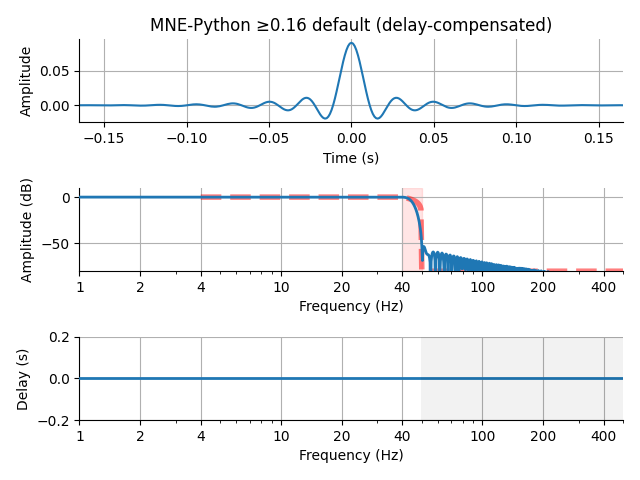 MNE-Python ≥0.16 default (delay-compensated)
Amplitude
0.05
0.00
−0.15 −0.10 −0.05 0.00 0.05 0.10 0.15
Time (s)
Amplitude (dB)
0
−50
1 2 4 10 20 40 100 200 400
Frequency (Hz)
Delay (s)
0.2
0.0
−0.2
1 2 4 10 20 40 100 200 400
Frequency (Hz)